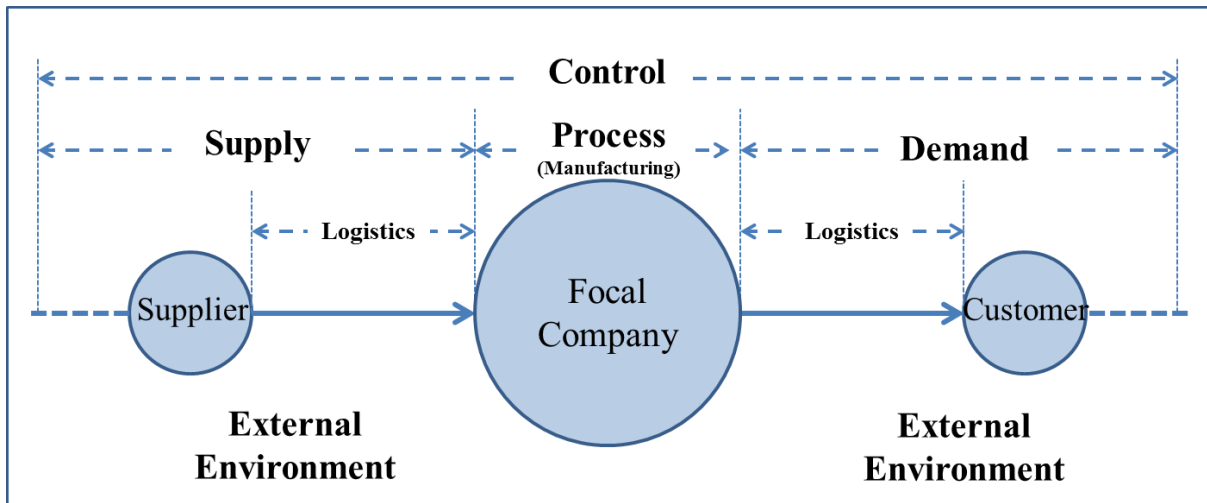 Control
Supply
Process
(Manufacturing)
Demand
Logistics
Logistics
Supplier
Focal
Company
Customer
External
Environment
External
Environment